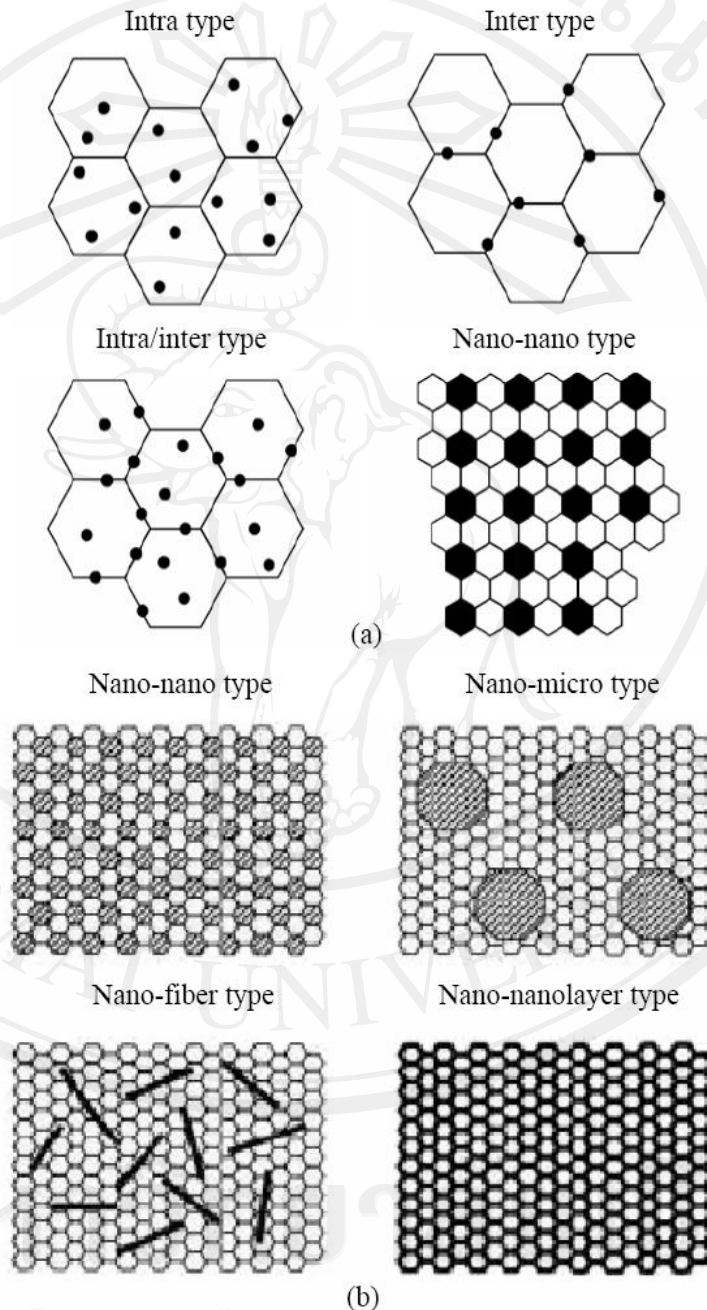 Intra type
Inter type
Intra/inter type
Nano-nano type
(a)
Nano-nano type
Nano-micro type
Nano-fiber type
Nano-nanolayer type
(b)